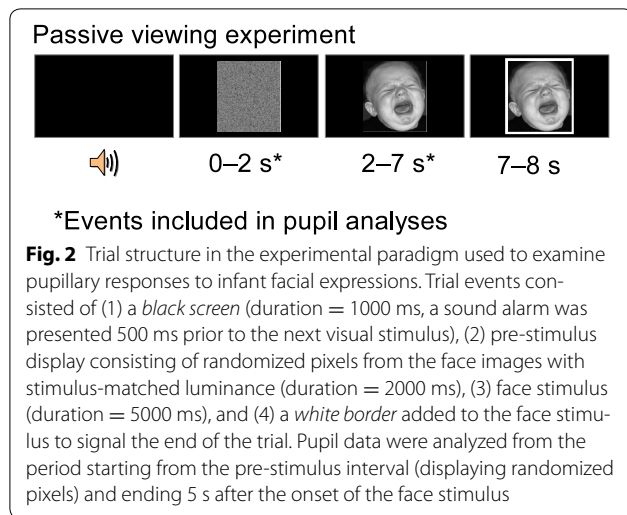 Passive viewing experiment
0–2 s*
2–7 s*
7–8 s
*Events included in pupil analyses
Fig. 2 Trial structure in the experimental paradigm used to examine
pupillary responses to infant facial expressions. Trial events con-
sisted of (1) a black screen (duration = 1000 ms, a sound alarm was
presented 500 ms prior to the next visual stimulus), (2) pre-stimulus
display consisting of randomized pixels from the face images with
stimulus-matched luminance (duration = 2000 ms), (3) face stimulus
(duration = 5000 ms), and (4) a white border added to the face stimu-
lus to signal the end of the trial. Pupil data were analyzed from the
period starting from the pre-stimulus interval (displaying randomized
pixels) and ending 5 s after the onset of the face stimulus